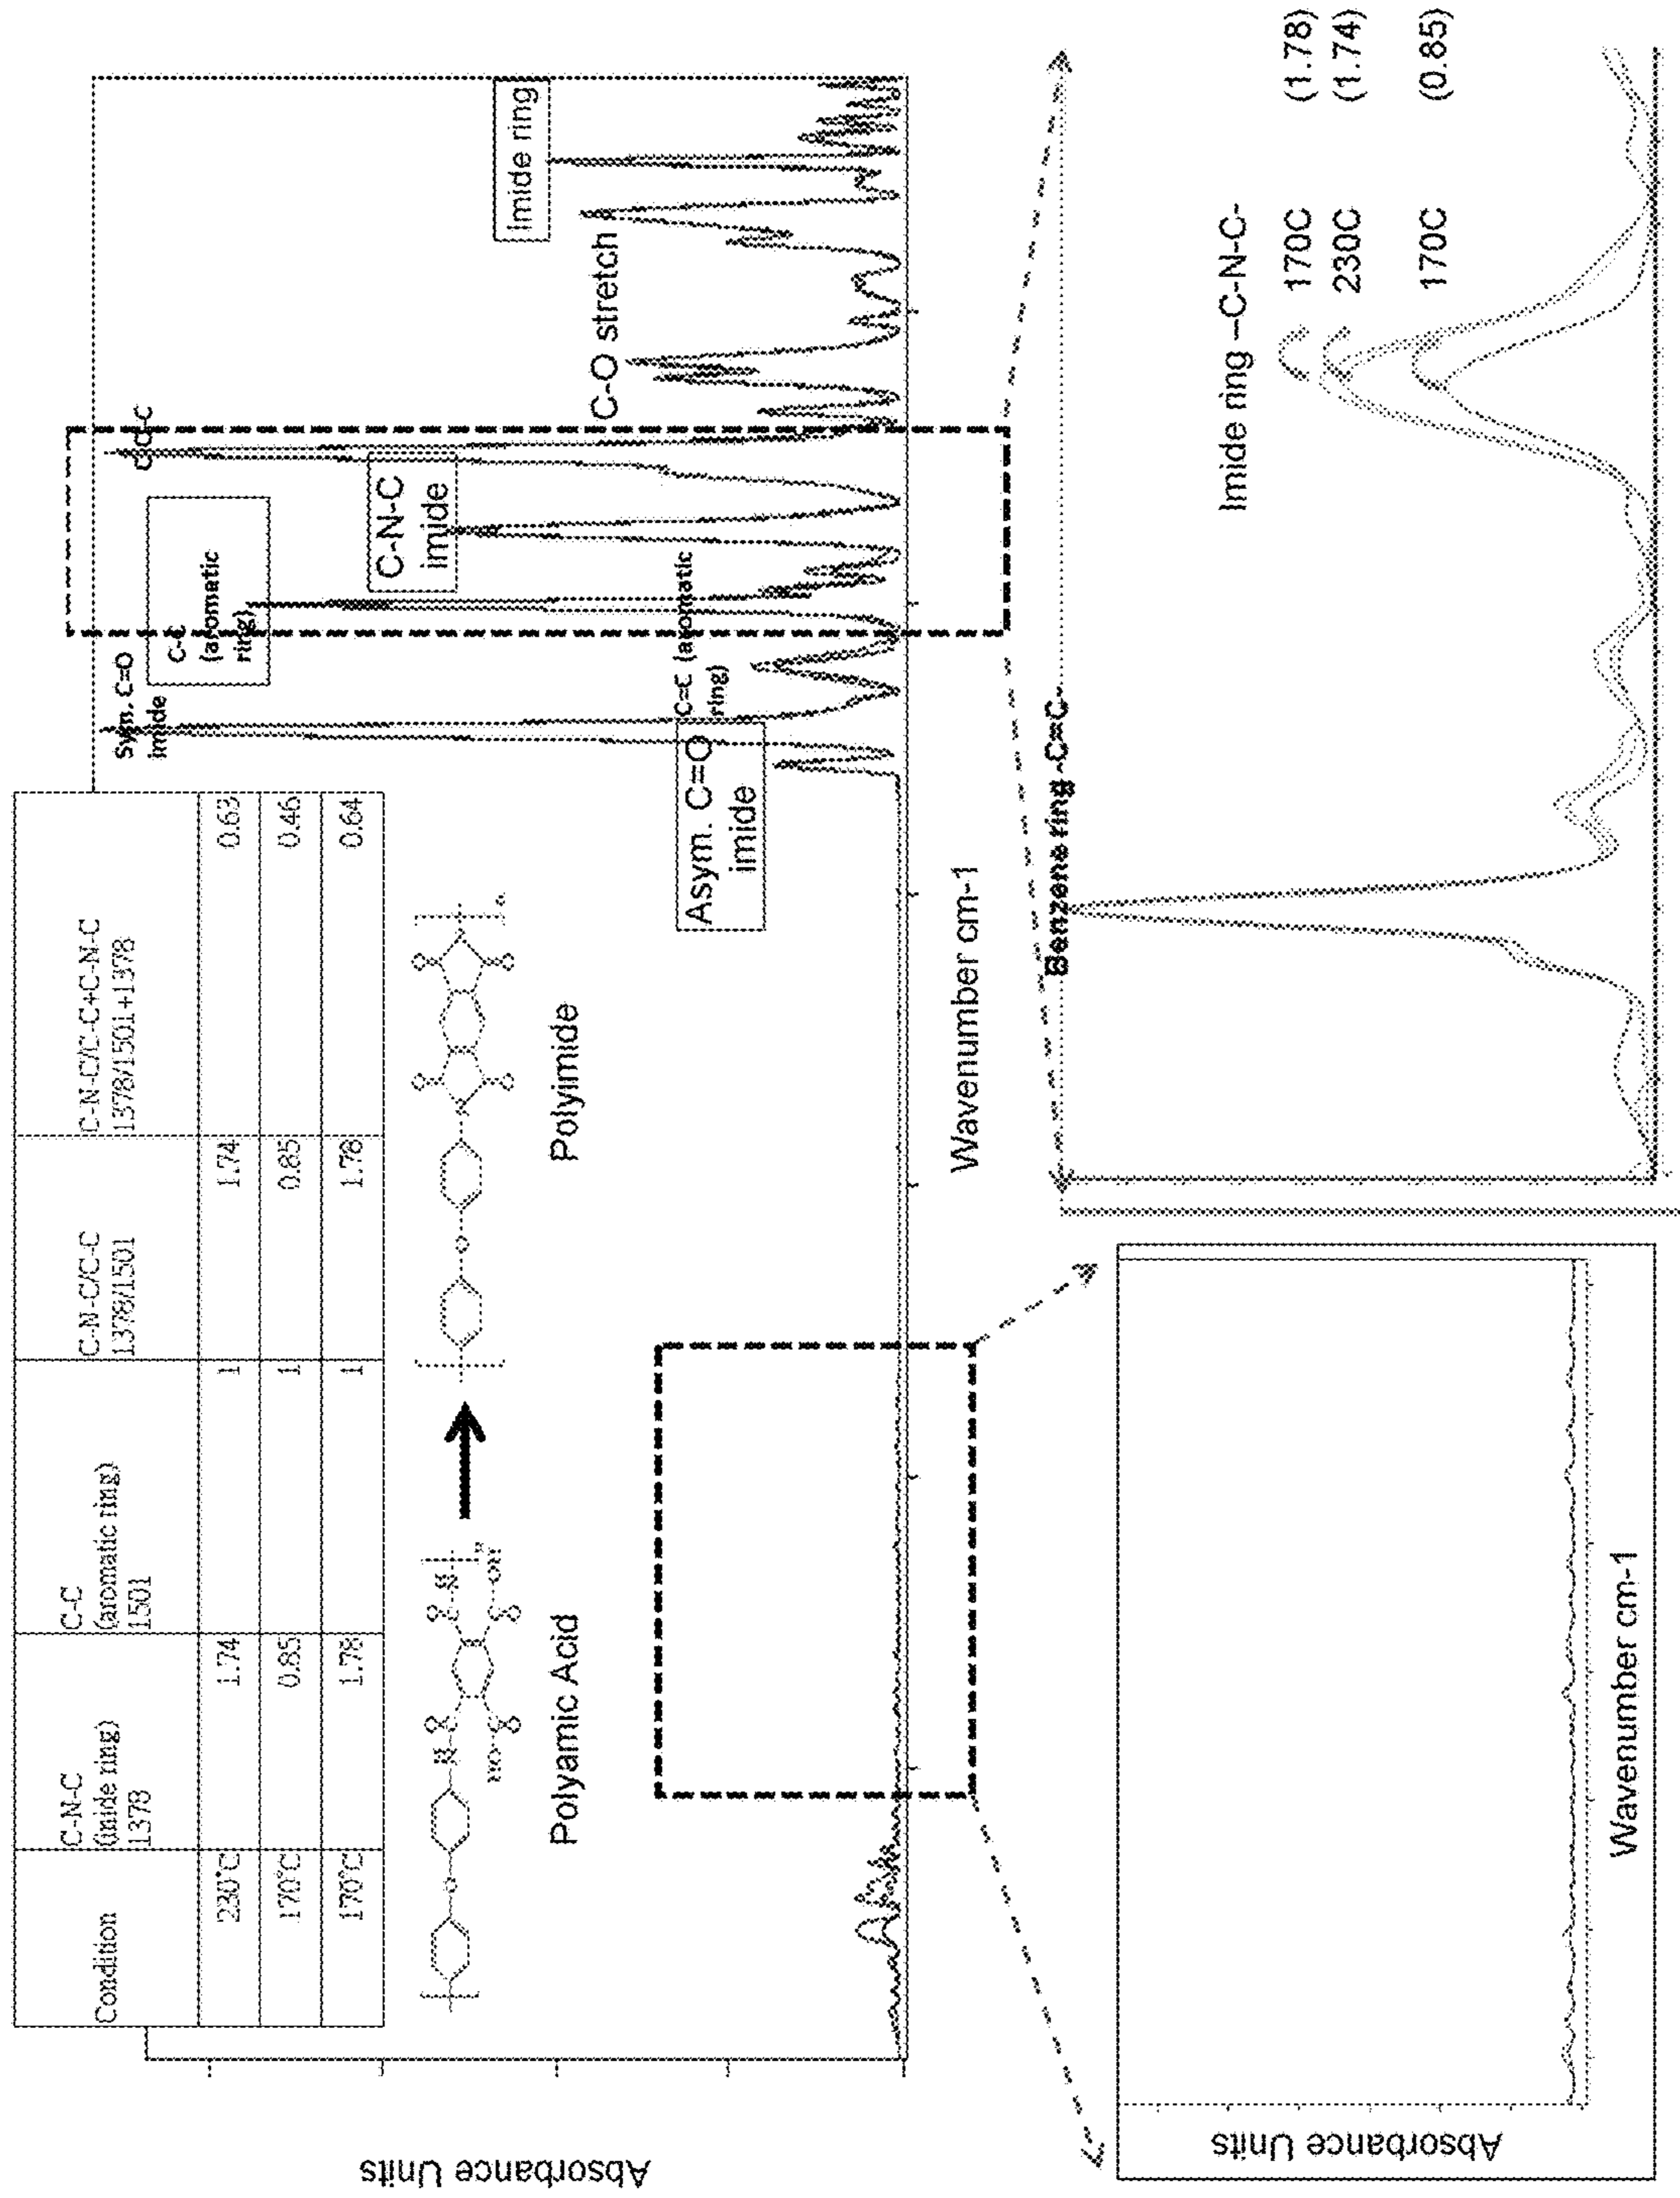 Condition
C-N-C
(imide ring)
1378
C-C
(aromatic ring)
1501
C-N-C/C-C
1378/1501
C-N-C/C-C+C-N-C
1378/1501+1378
230°C
1.74
1
1.74
0.63
170°C
0.85
1
0.85
0.46
170°C
1.78
1
1.78
0.64
Polyamic Acid
Polyimide
HO
Sym. C=O
imide
C-C
(aromatic
ring)
C-N-C
imide
C-O stretch
Imide ring
Asym. C=O
imide
C=C (aromatic
ring)
Absorbance Units
Wavenumber cm-1
Absorbance Units
Wavenumber cm-1
Benzene ring -C=C-
Imide ring –C-N-C-
170C (1.78)
230C (1.74)
170C (0.85)